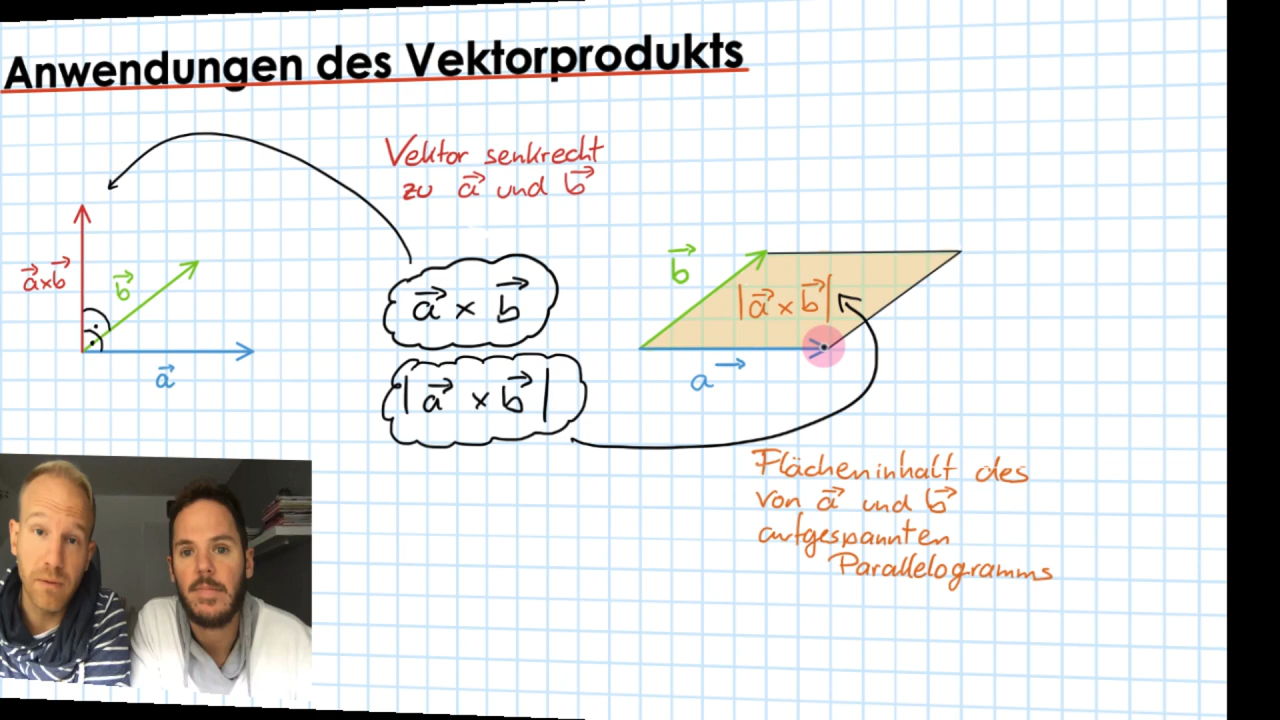 Anwendungen des Vektorprodukts
Vektor senkrecht
zu a⃗ und b⃗
a⃗×b⃗
b⃗
a⃗
a⃗ × b⃗
|a⃗ × b⃗|
b⃗
|a⃗ × b⃗|
a⃗
Flächeninhalt des
von a⃗ und b⃗
aufgespannten
Parallelogramms